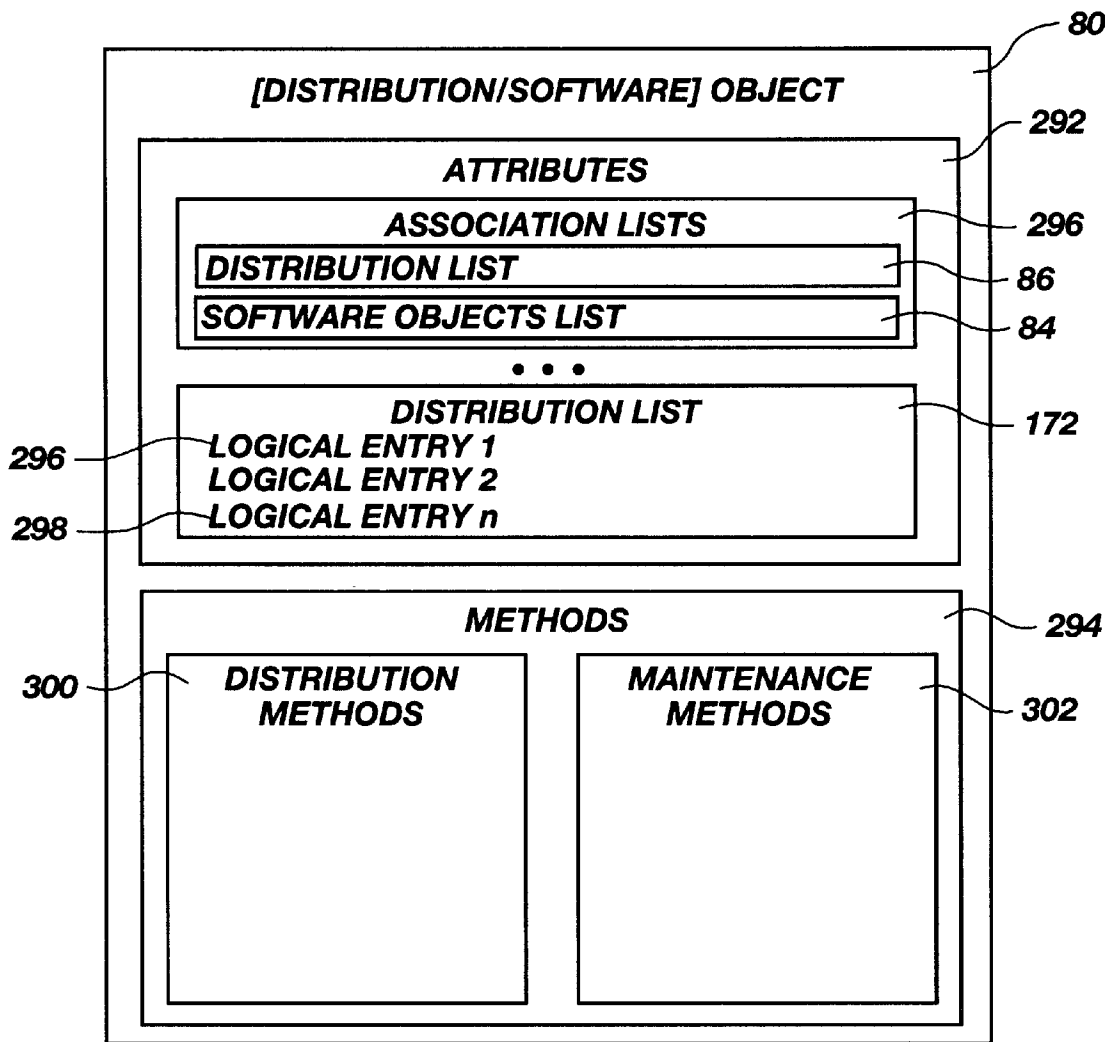 80
[DISTRIBUTION/SOFTWARE] OBJECT
292
ATTRIBUTES
ASSOCIATION LISTS
296
DISTRIBUTION LIST
86
SOFTWARE OBJECTS LIST
84
• • •
DISTRIBUTION LIST
172
296
LOGICAL ENTRY 1
LOGICAL ENTRY 2
298
LOGICAL ENTRY n
METHODS
294
300
DISTRIBUTION
METHODS
MAINTENANCE
METHODS
302